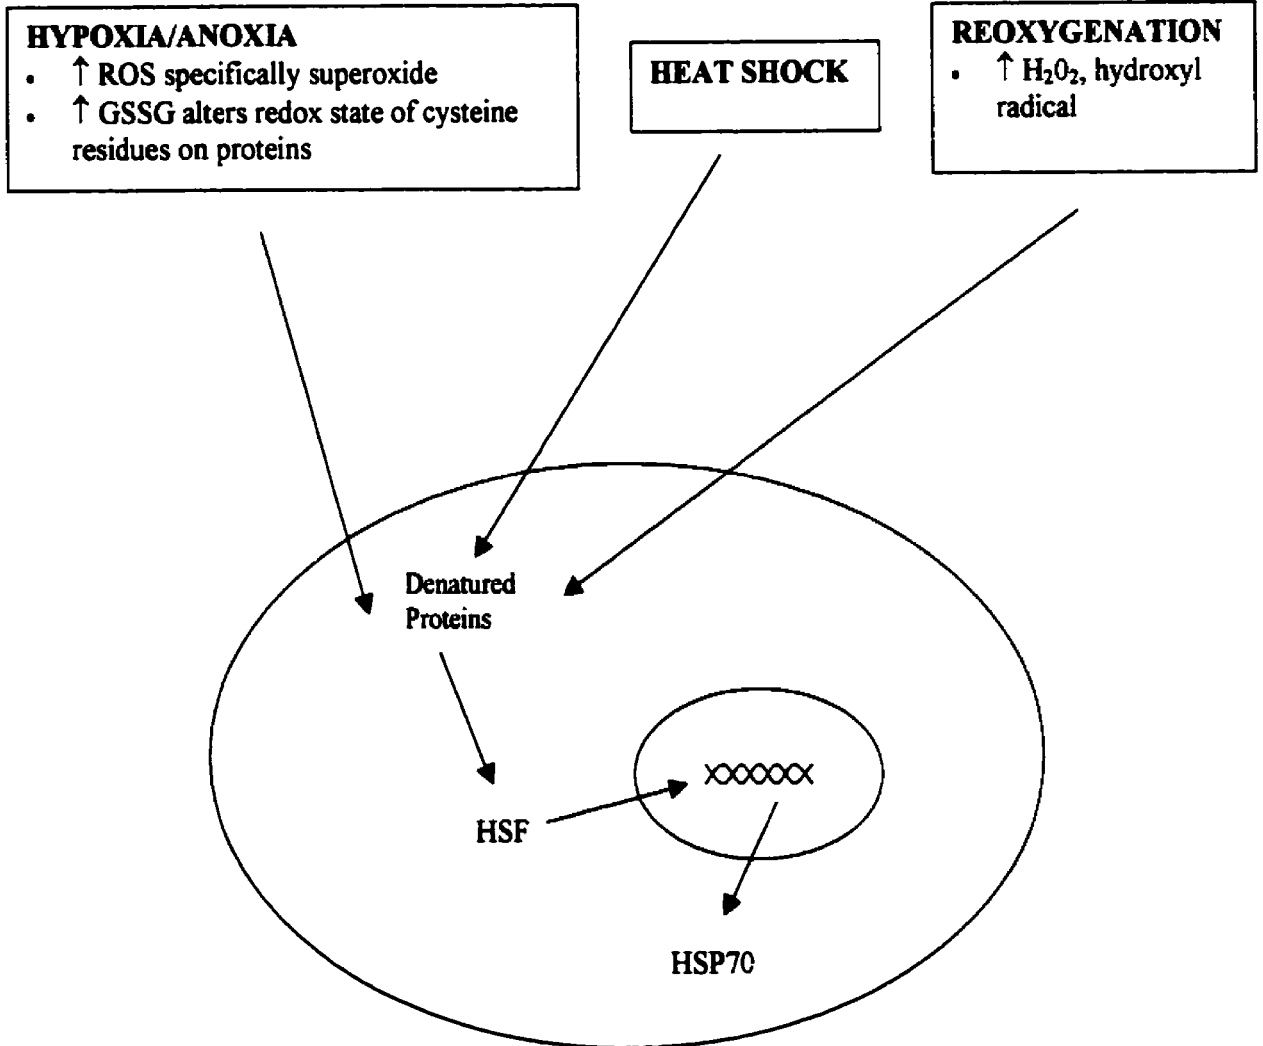 HYPOXIA/ANOXIA
• ↑ ROS specifically superoxide
• ↑ GSSG alters redox state of cysteine
residues on proteins
HEAT SHOCK
REOXYGENATION
• ↑ H₂0₂, hydroxyl
radical
Denatured
Proteins
HSF
HSP70